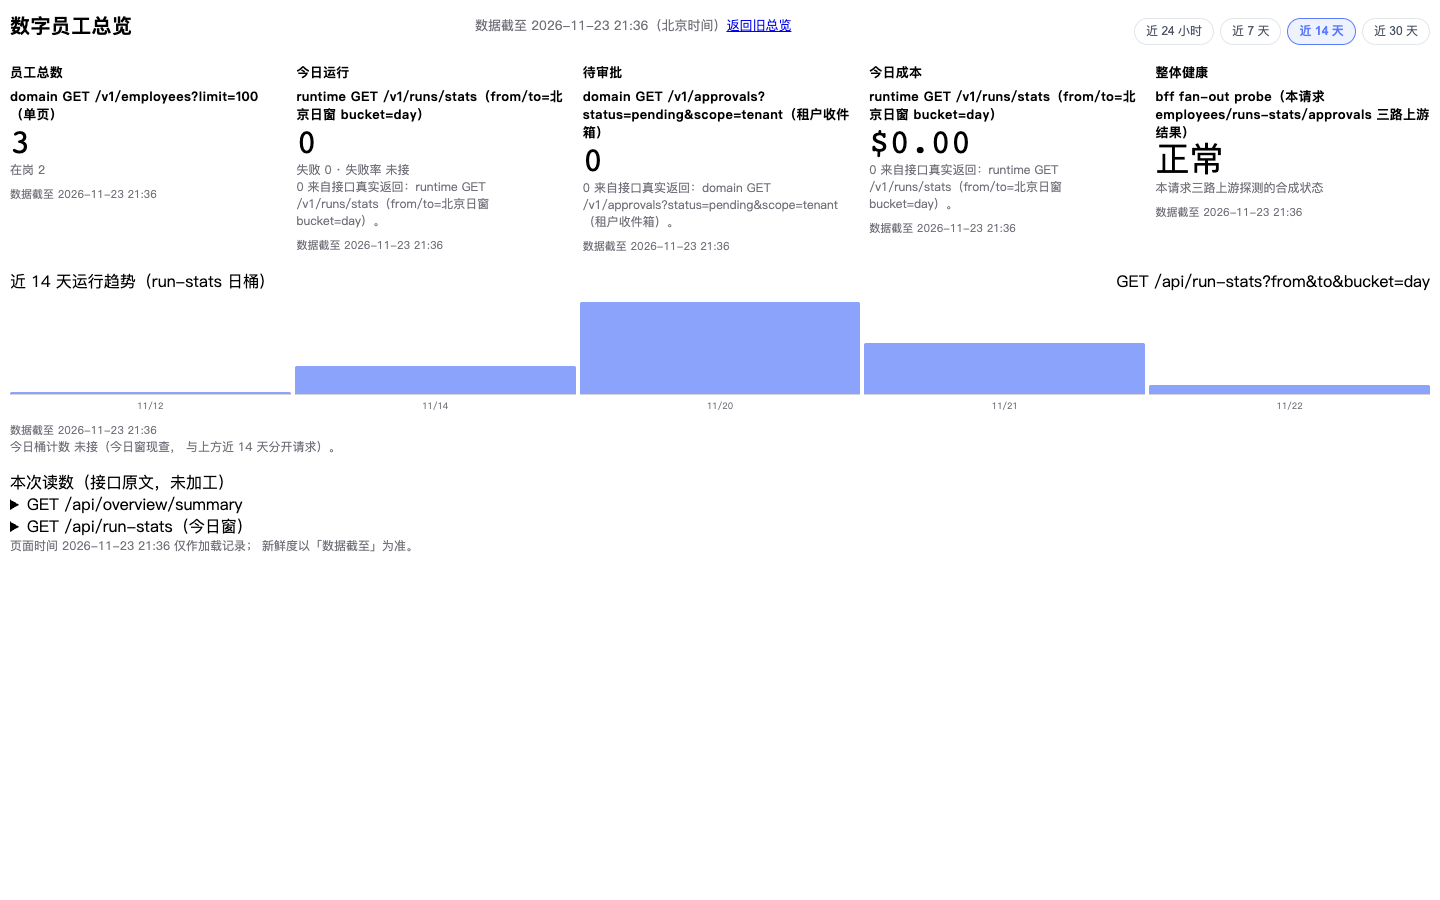 数字员工总览
数据截至 2026-11-23 21:36（北京时间）返回旧总览
近 24 小时
近 7 天
近 14 天
近 30 天
员工总数
domain GET /v1/employees?limit=100
（单页）
3
在岗 2
数据截至 2026-11-23 21:36
今日运行
runtime GET /v1/runs/stats（from/to=北
京日窗 bucket=day）
0
失败 0 · 失败率 未接
0 来自接口真实返回：runtime GET
/v1/runs/stats（from/to=北京日窗
bucket=day）。
数据截至 2026-11-23 21:36
待审批
domain GET /v1/approvals?
status=pending&scope=tenant（租户收件
箱）
0
0 来自接口真实返回：domain GET
/v1/approvals?status=pending&scope=tenant
（租户收件箱）。
数据截至 2026-11-23 21:36
今日成本
runtime GET /v1/runs/stats（from/to=北
京日窗 bucket=day）
$0.00
0 来自接口真实返回：runtime GET
/v1/runs/stats（from/to=北京日窗
bucket=day）。
数据截至 2026-11-23 21:36
整体健康
bff fan-out probe（本请求
employees/runs-stats/approvals 三路上游
结果）
正常
本请求三路上游探测的合成状态
数据截至 2026-11-23 21:36
近 14 天运行趋势（run-stats 日桶）
GET /api/run-stats?from&to&bucket=day
11/12
11/14
11/20
11/21
11/22
数据截至 2026-11-23 21:36
今日桶计数 未接（今日窗现查， 与上方近 14 天分开请求）。
本次读数（接口原文，未加工）
▶ GET /api/overview/summary
▶ GET /api/run-stats（今日窗）
页面时间 2026-11-23 21:36 仅作加载记录； 新鲜度以「数据截至」为准。